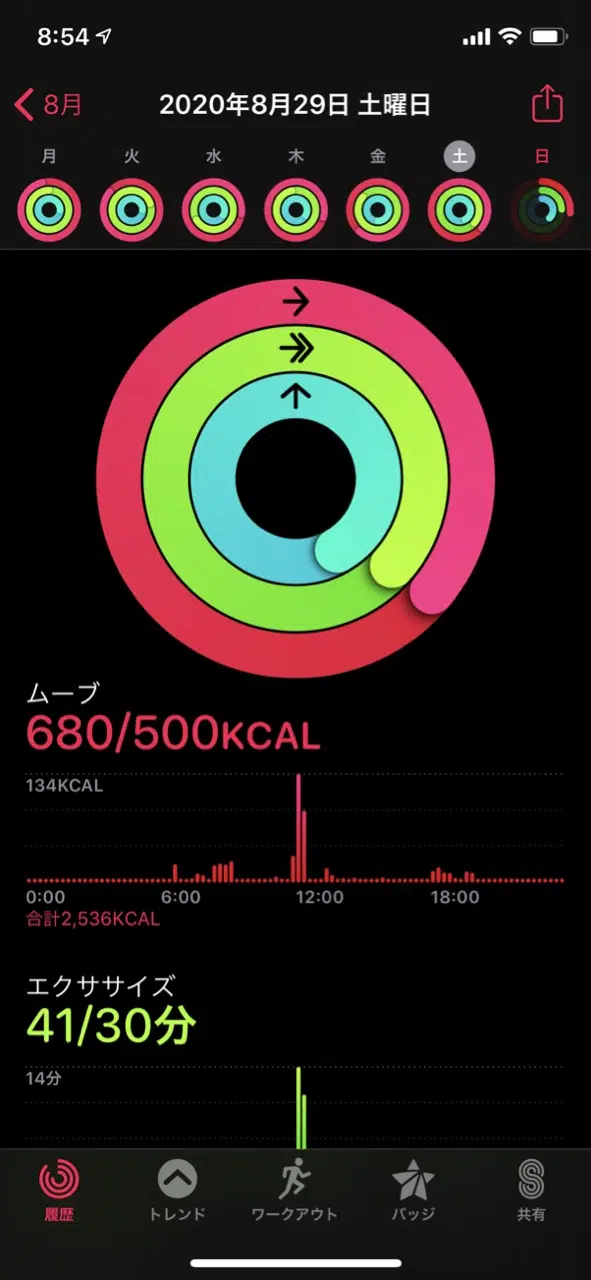 8:54
8月
2020年8月29日 土曜日
月 火 水 木 金 土 日
ムーブ
680/500KCAL
134KCAL
0:00 6:00 12:00 18:00
合計2,536KCAL
エクササイズ
41/30分
14分
履歴 トレンド ワークアウト バッジ 共有